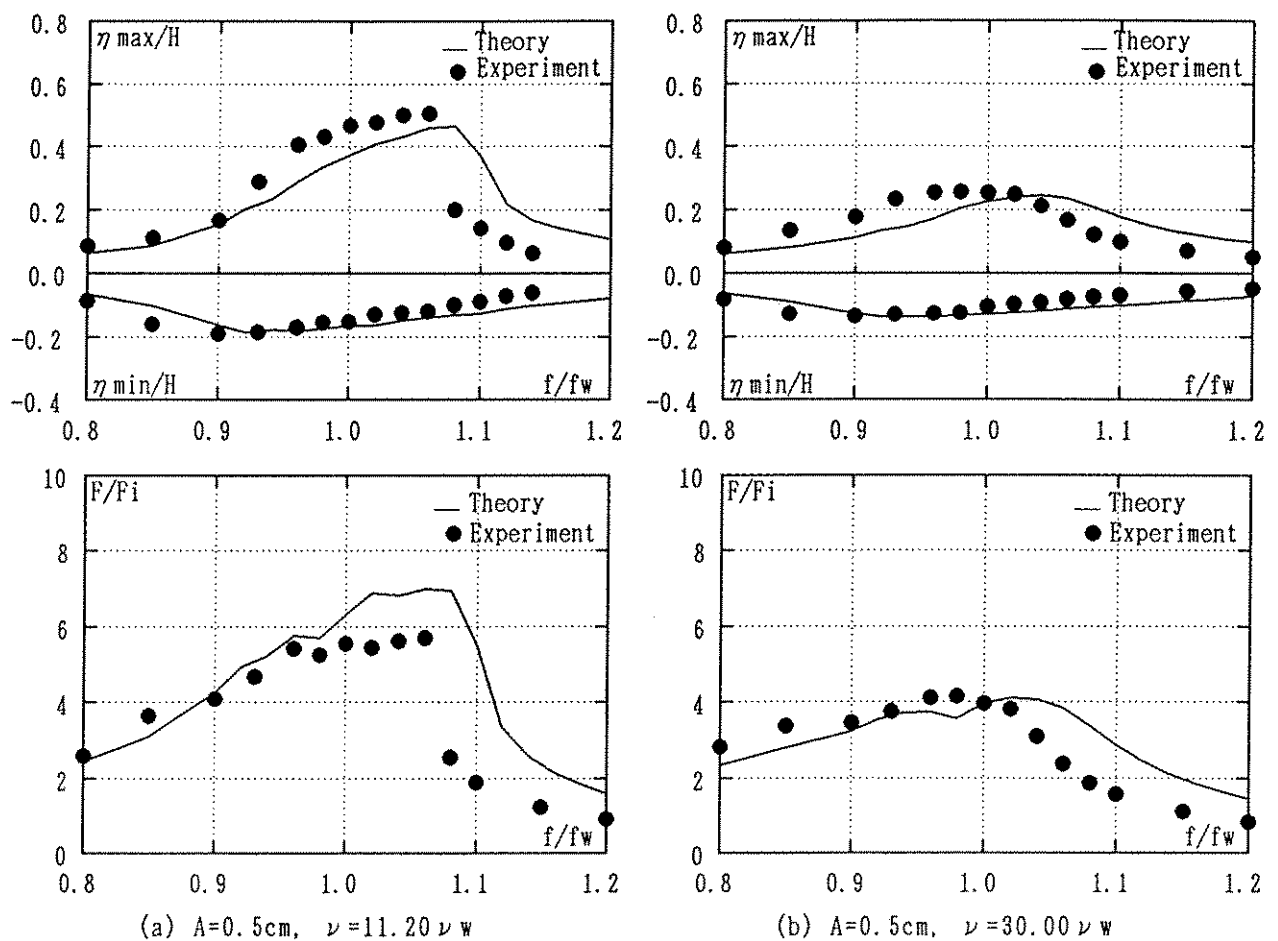 0.8
η max/H
Theory
Experiment
0.6
0.4
0.2
0.0
-0.2
η min/H
f/fw
-0.4
0.8 0.9 1.0 1.1 1.2
0.8
η max/H
Theory
Experiment
0.6
0.4
0.2
0.0
-0.2
η min/H
f/fw
-0.4
0.8 0.9 1.0 1.1 1.2
10
F/Fi
Theory
Experiment
8
6
4
2
f/fw
0
0.8 0.9 1.0 1.1 1.2
(a) A=0.5cm, ν=11.20νw
10
F/Fi
Theory
Experiment
8
6
4
2
f/fw
0
0.8 0.9 1.0 1.1 1.2
(b) A=0.5cm, ν=30.00νw